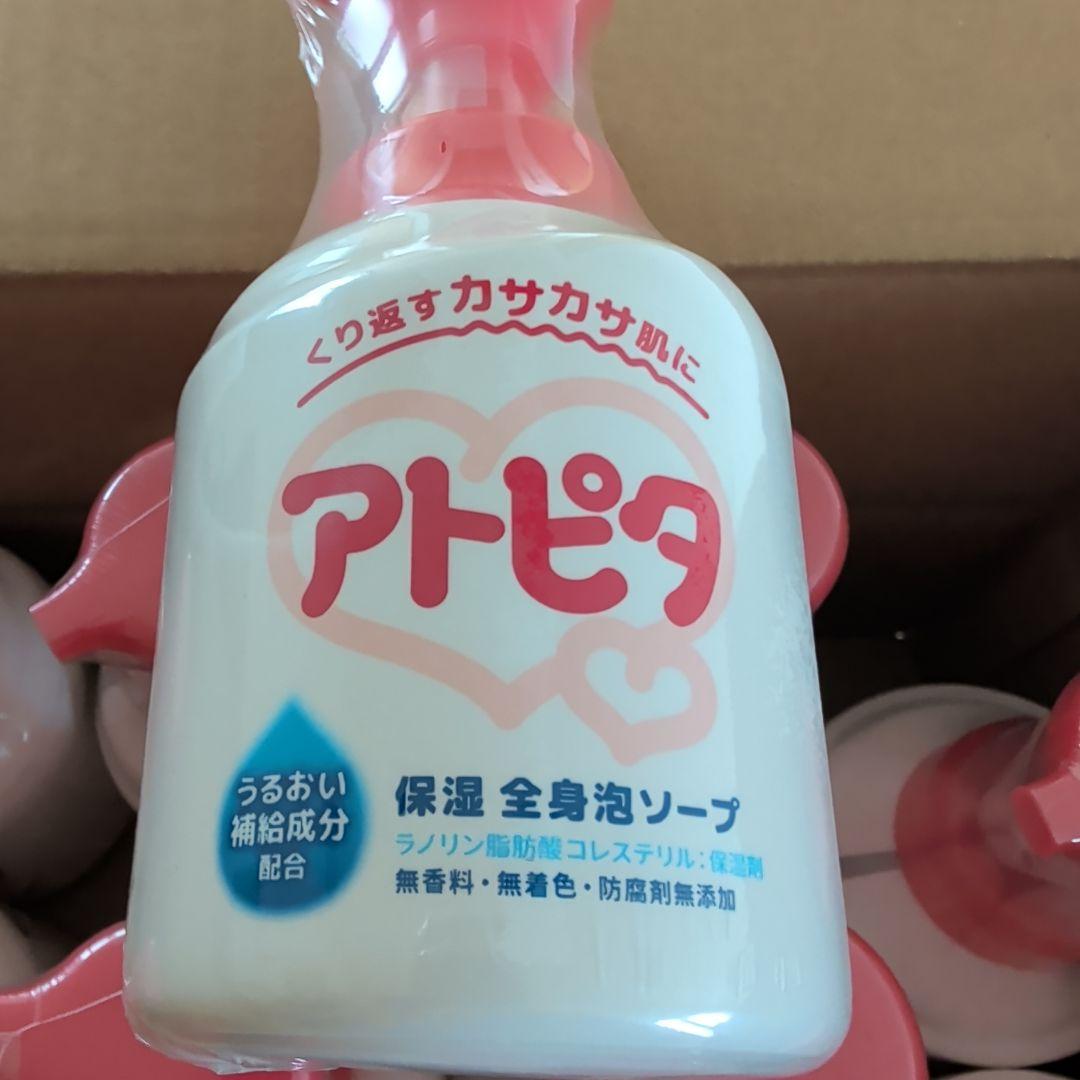 くり返すカサカサ肌に
アトピタ
うるおい
補給成分
配合
保湿 全身泡ソープ
ラノリン脂肪酸コレステリル:保湿剤
無香料・無着色・防腐剤無添加